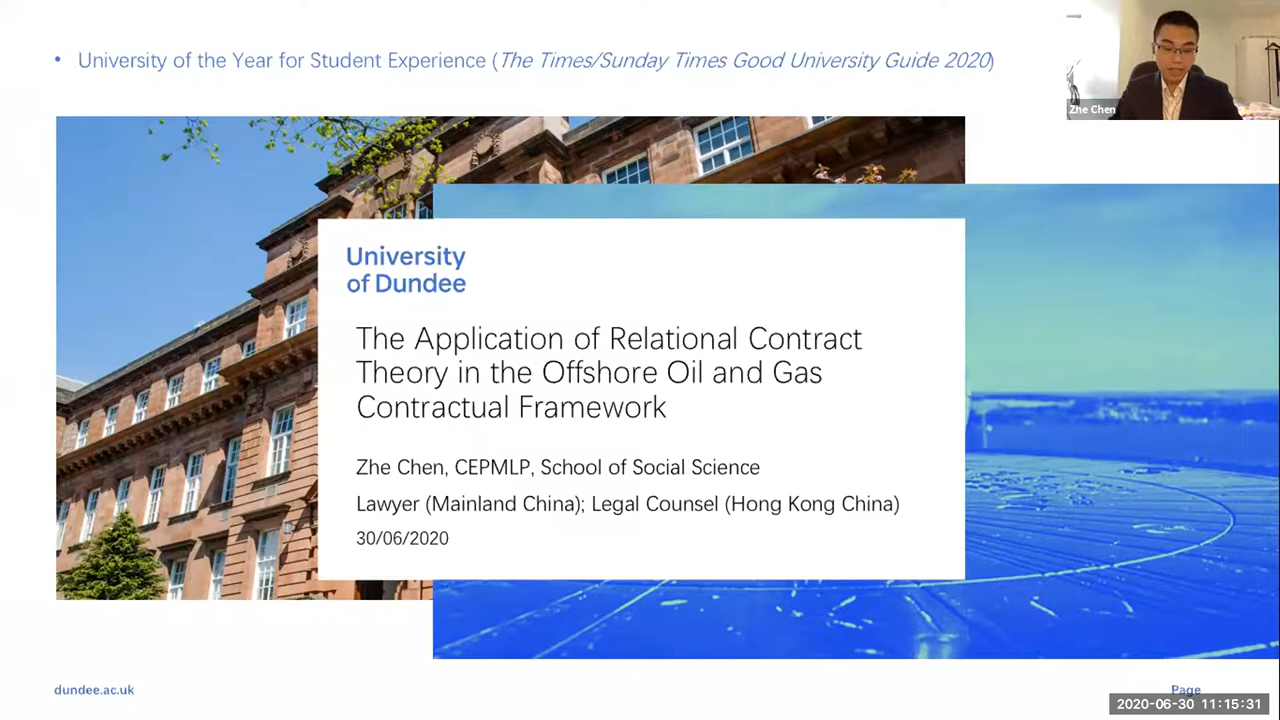 • University of the Year for Student Experience (The Times/Sunday Times Good University Guide 2020)
Zhe Chen
University
of Dundee
The Application of Relational Contract
Theory in the Offshore Oil and Gas
Contractual Framework
Zhe Chen, CEPMLP, School of Social Science
Lawyer (Mainland China); Legal Counsel (Hong Kong China)
30/06/2020
dundee.ac.uk
Page
2020-06-30 11:15:31